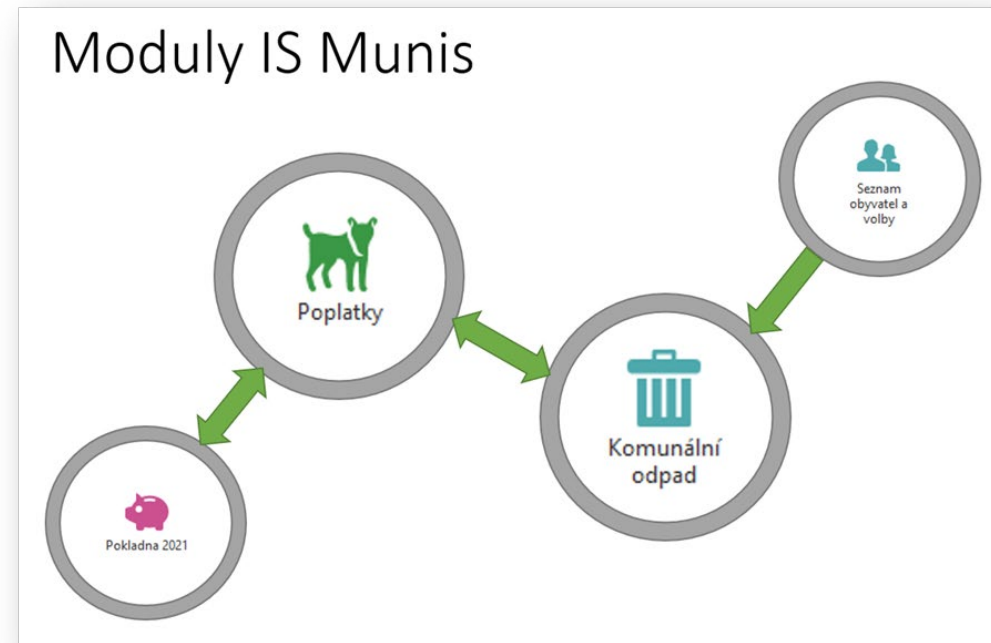 Moduly IS Munis
Seznam
obyvatel a
volby
Poplatky
Komunální
odpad
Pokladna 2021